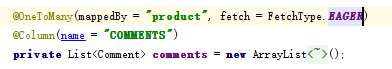 @OneToMany(mappedBy = "product", fetch = FetchType.EAGER)
@Column(name = "COMMENTS")
private List<Comment> comments = new ArrayList<~>();